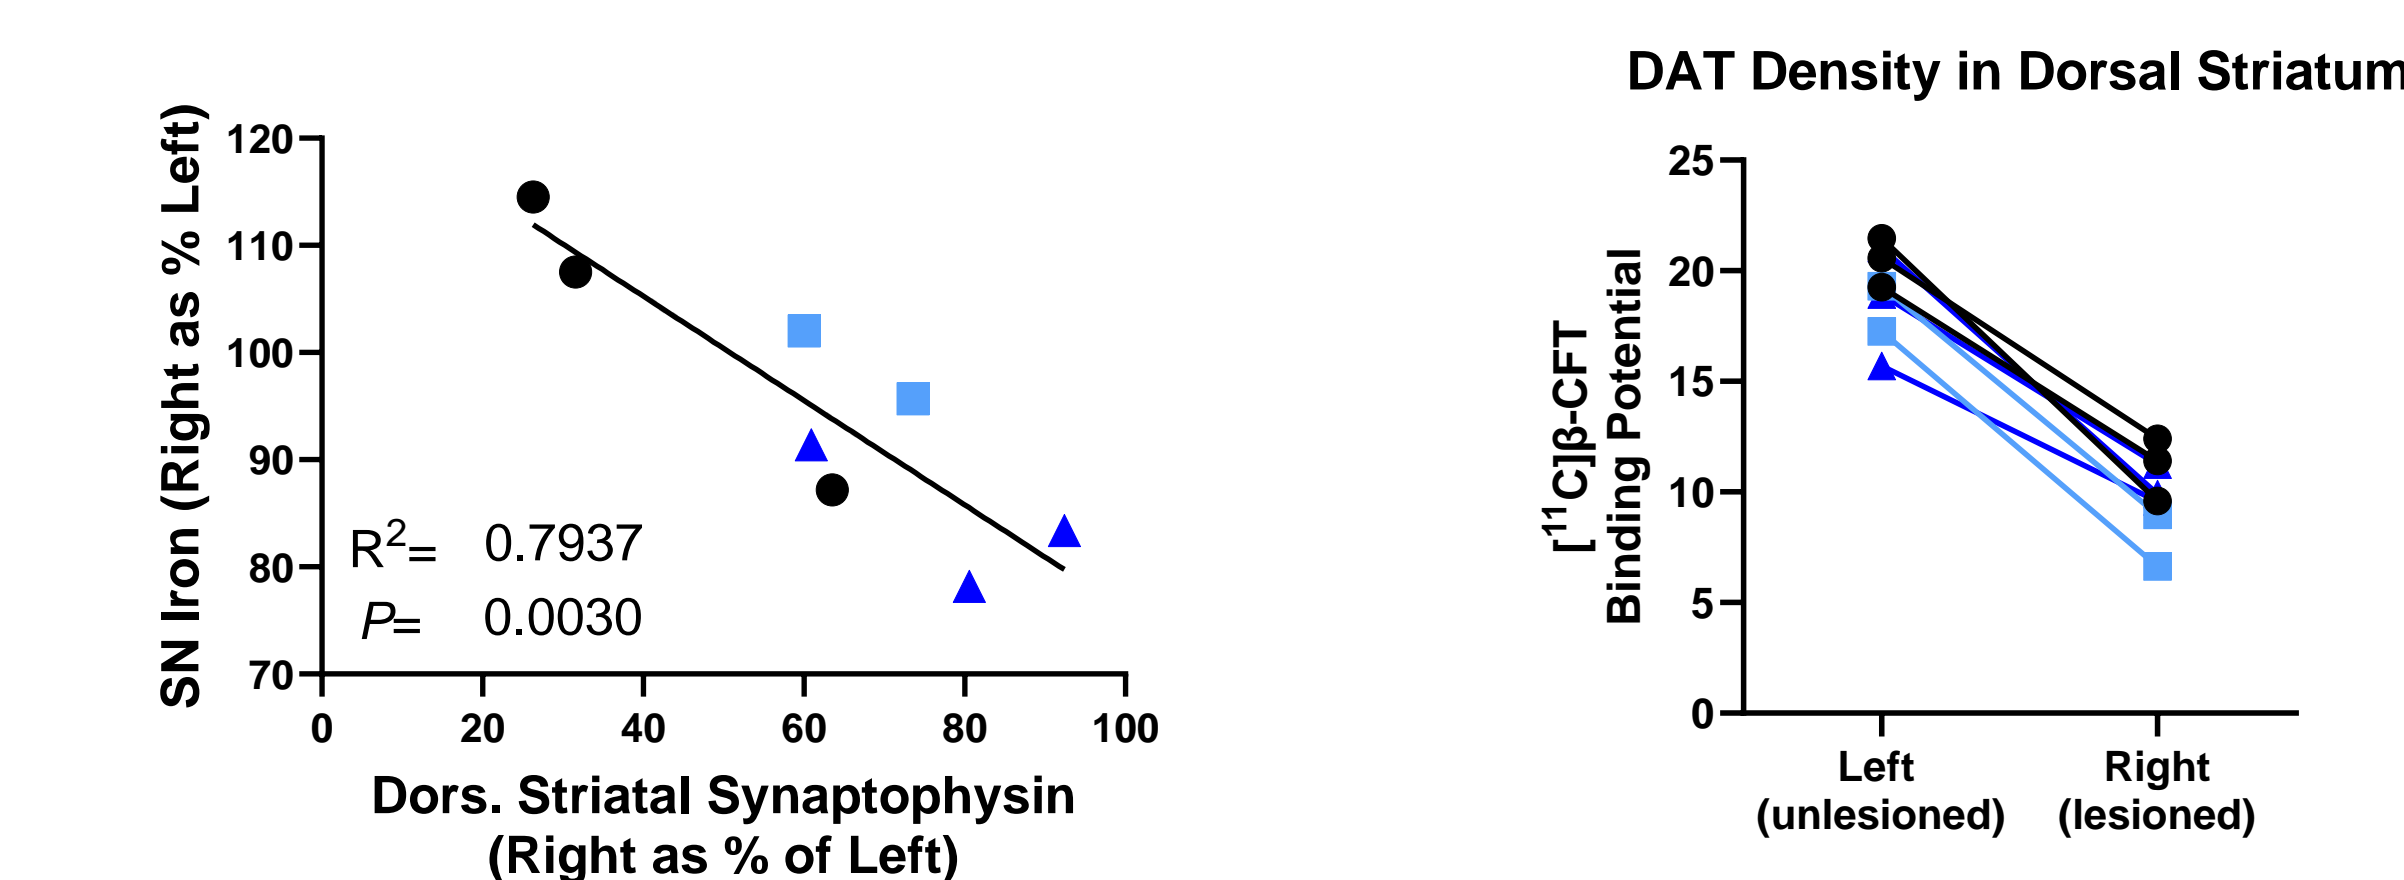 SN Iron (Right as % Left)
120
110
100
90
80
70
R²= 0.7937
P= 0.0030
0 20 40 60 80 100
Dors. Striatal Synaptophysin
(Right as % of Left)
DAT Density in Dorsal Striatum
[¹¹C]β-CFT
Binding Potential
25
20
15
10
5
0
Left
(unlesioned)
Right
(lesioned)